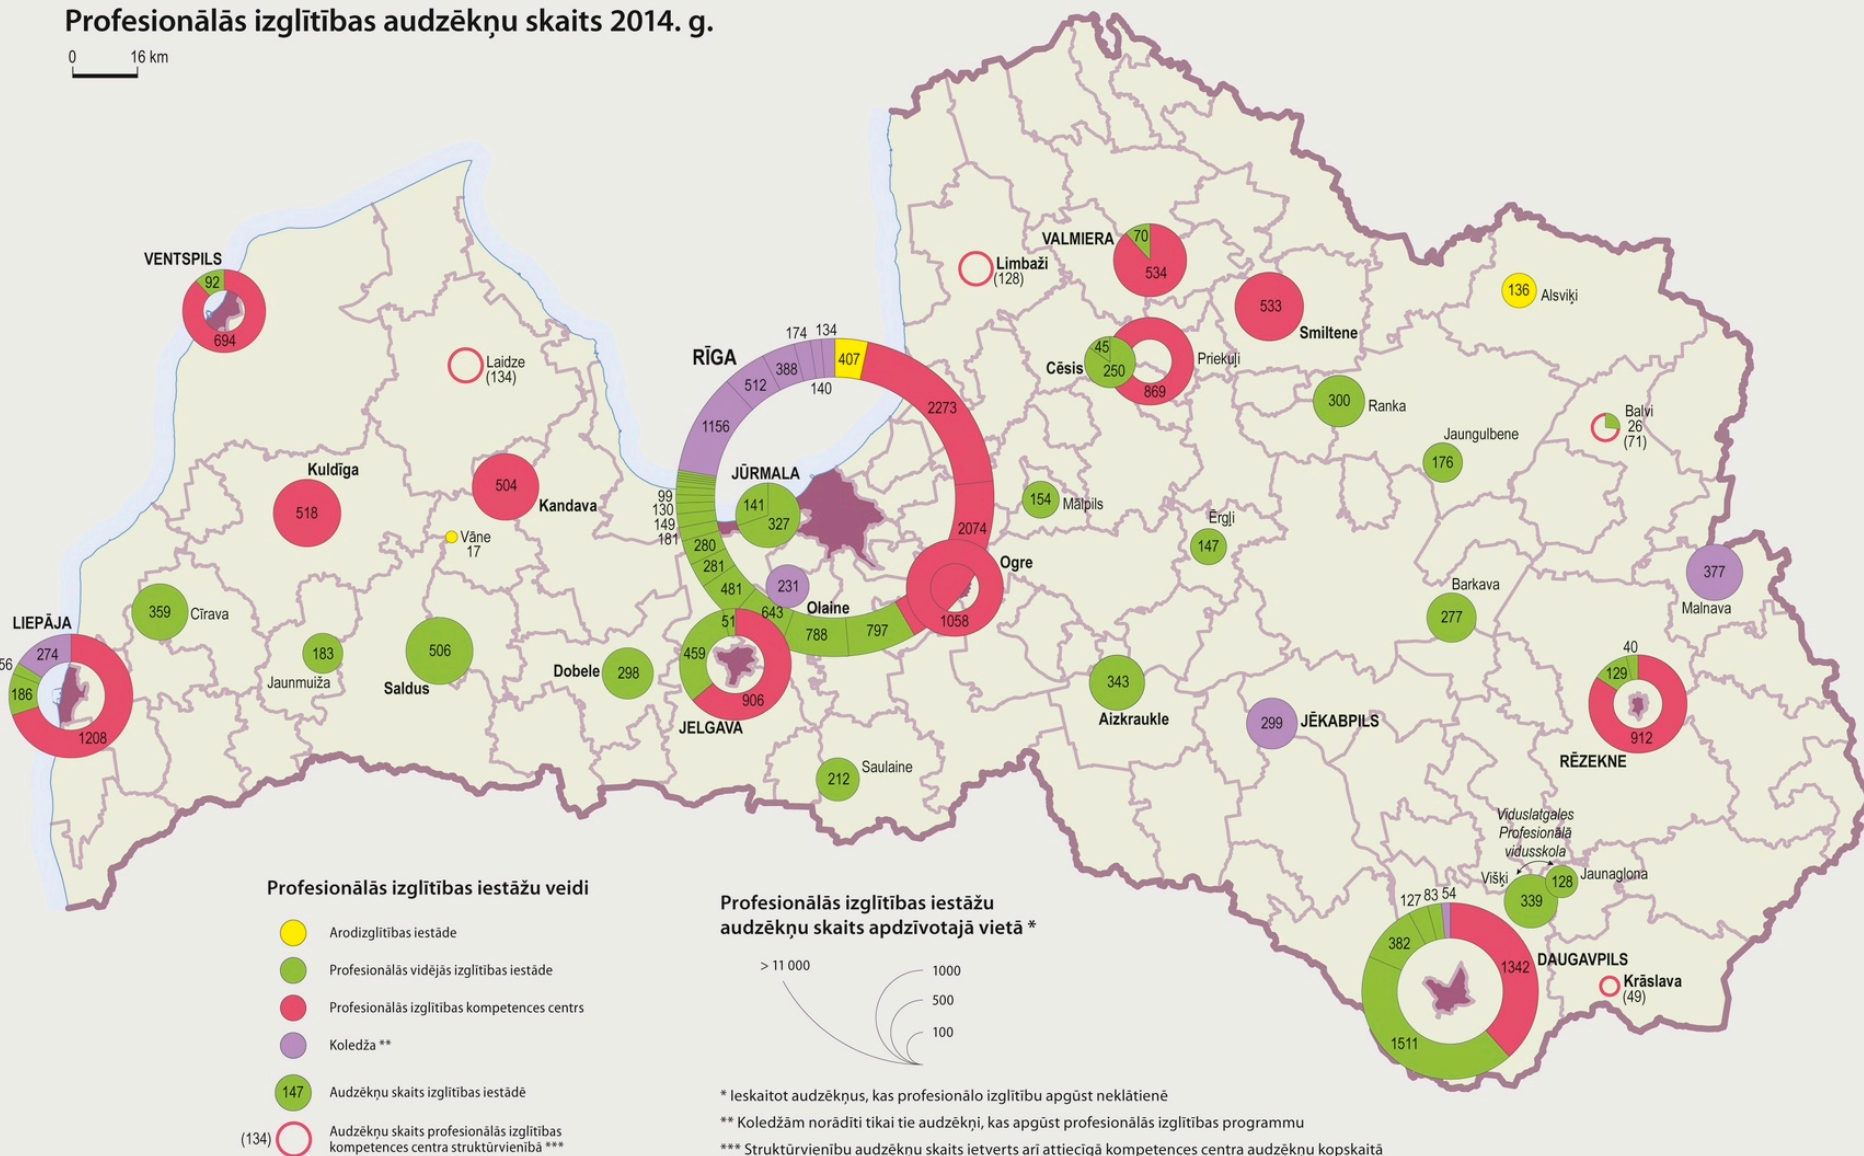 Profesionālās izglītības audzēkņu skaits 2014. g.
0 16 km
VENTSPILS
92
694
Laidze
(134)
Limbaži
(128)
VALMIERA
70
534
533
Smiltene
136
Alsviķi
Cēsis
45
250
Priekuļi
869
300
Ranka
Balvi
26
(71)
Jaungulbene
176
RĪGA
174
134
407
388
140
512
1156
2273
2074
99
130
149
181
280
281
481
643
788
797
JŪRMALA
141
327
231
Olaine
Ogre
1058
Kuldīga
518
504
Kandava
Vāne
17
154
Mālpils
Ērgļi
147
Barkava
277
377
Malnava
359
Cīrava
LIEPĀJA
274
56
186
1208
183
Jaunmuiža
506
Saldus
Dobele
298
51
459
906
JELGAVA
343
Aizkraukle
299
JĒKABPILS
40
129
912
RĒZEKNE
212
Saulaine
Viduslatgales
Profesionālā
vidusskola
Višķi
339
128
Jaunaglona
127
83
54
382
1342
1511
DAUGAVPILS
Krāslava
(49)
Profesionālās izglītības iestāžu veidi
Arodizglītības iestāde
Profesionālās vidējās izglītības iestāde
Profesionālās izglītības kompetences centrs
Koledža **
147 Audzēkņu skaits izglītības iestādē
(134) Audzēkņu skaits profesionālās izglītības
kompetences centra struktūrvienībā ***
Profesionālās izglītības iestāžu
audzēkņu skaits apdzīvotajā vietā *
> 11 000
1000
500
100
* Ieskaitot audzēkņus, kas profesionālo izglītību apgūst neklātienē
** Koledžām norādīti tikai tie audzēkņi, kas apgūst profesionālās izglītības programmu
*** Struktūrvienību audzēkņu skaits ietverts arī attiecīgā kompetences centra audzēkņu kopskaitā